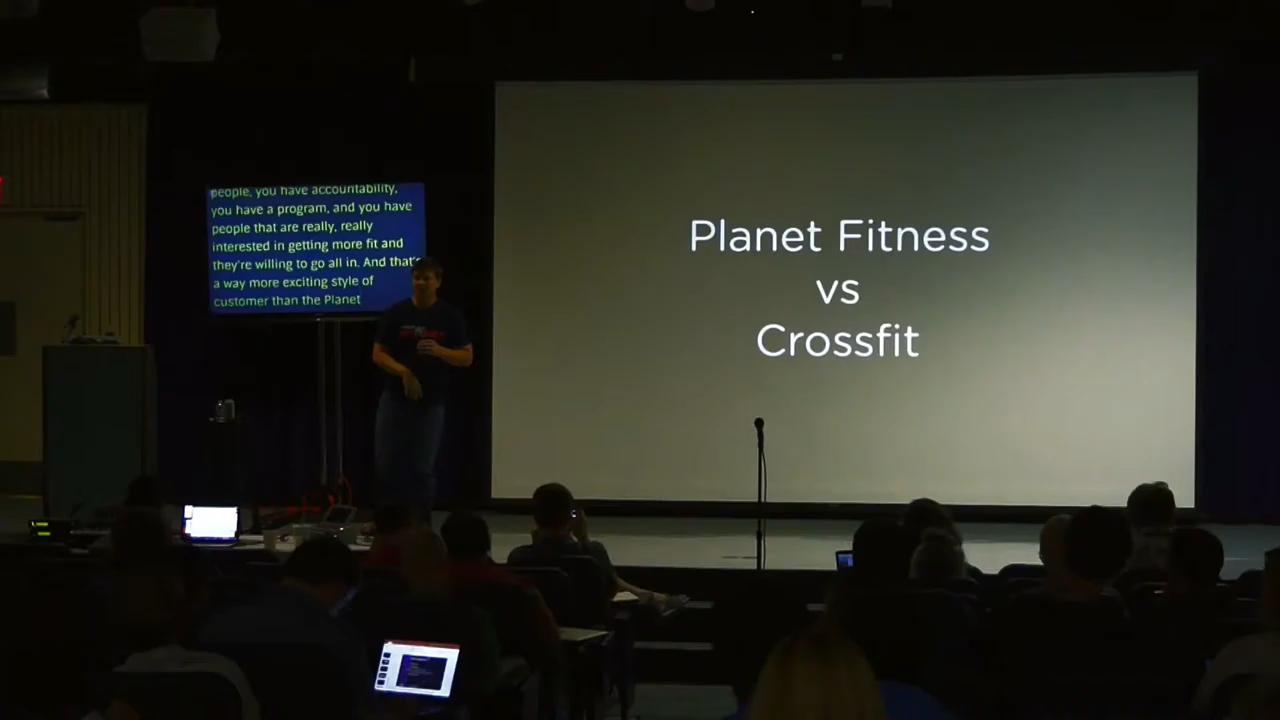 people, you have accountability,
you have a program, and you have
people that are really, really
interested in getting more fit and
they're willing to go all in. And that's
a way more exciting style of
customer than the Planet
Planet Fitness
vs
Crossfit